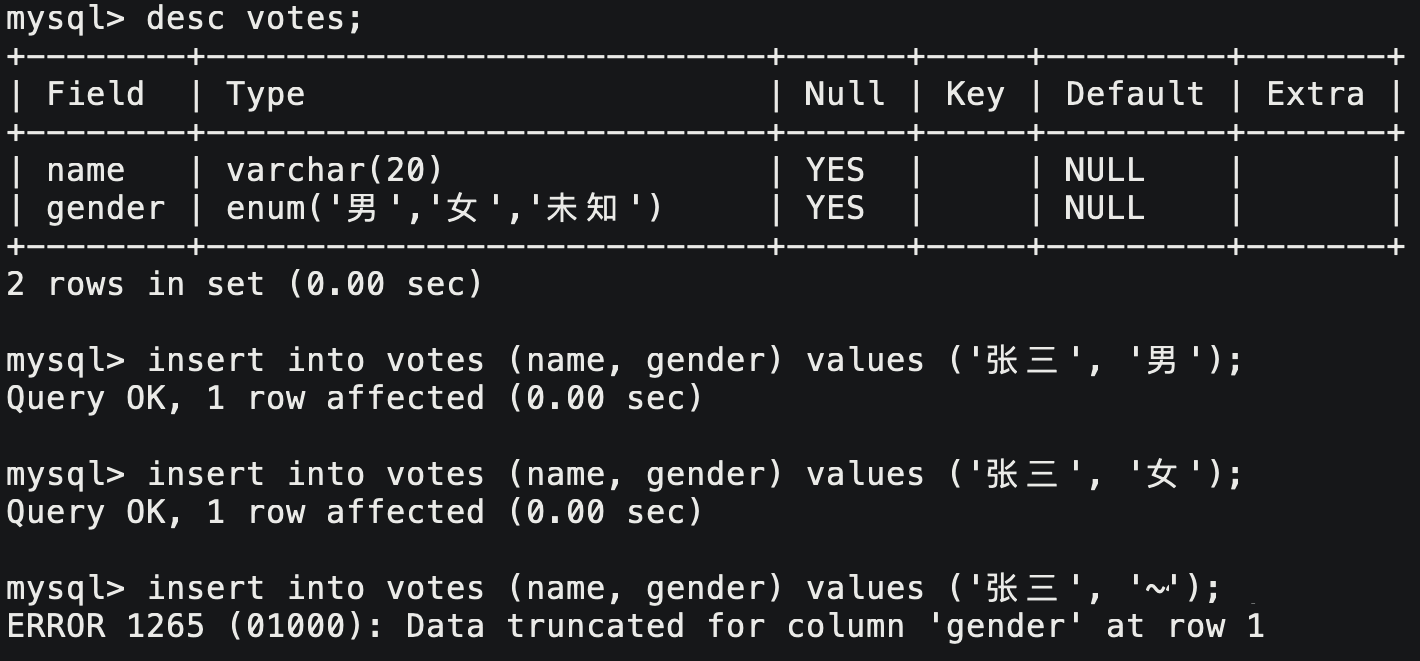 mysql> desc votes;
+--------+----------------------------+------+-----+---------+-------+
| Field  | Type                       | Null | Key | Default | Extra |
+--------+----------------------------+------+-----+---------+-------+
| name   | varchar(20)                | YES  |     | NULL    |       |
| gender | enum('男','女','未知')     | YES  |     | NULL    |       |
+--------+----------------------------+------+-----+---------+-------+
2 rows in set (0.00 sec)
mysql> insert into votes (name, gender) values ('张三', '男');
Query OK, 1 row affected (0.00 sec)
mysql> insert into votes (name, gender) values ('张三', '女');
Query OK, 1 row affected (0.00 sec)
mysql> insert into votes (name, gender) values ('张三', '~');
ERROR 1265 (01000): Data truncated for column 'gender' at row 1